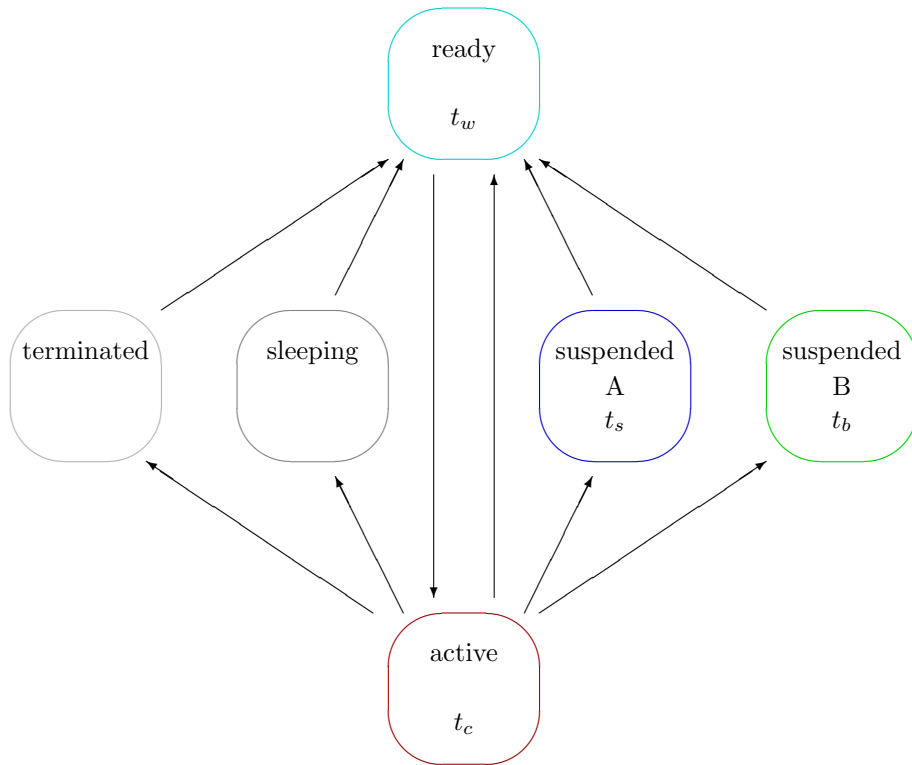 ready
t_w
terminated
sleeping
suspended
A
t_s
suspended
B
t_b
active
t_c